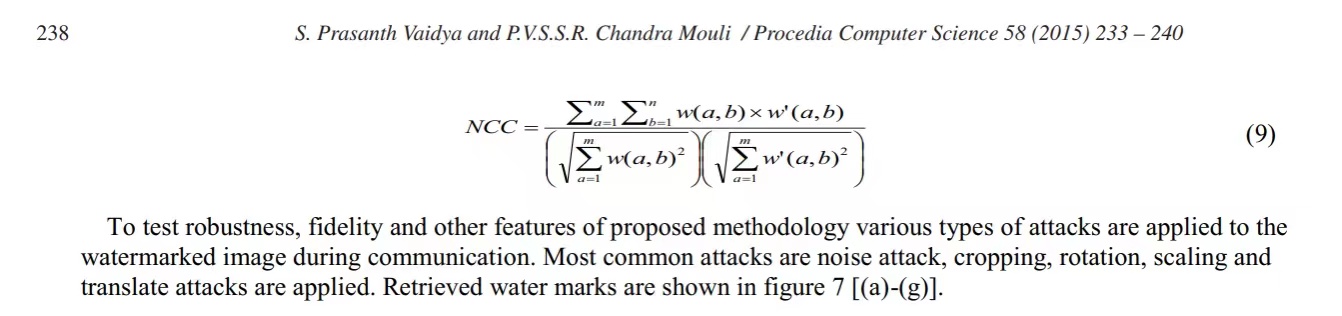 238 S. Prasanth Vaidya and P.V.S.S.R. Chandra Mouli / Procedia Computer Science 58 (2015) 233 – 240
NCC = \frac{\sum_{a=1}^{m} \sum_{b=1}^{n} w(a,b) \times w'(a,b)}{\left(\sqrt{\sum_{a=1}^{m} w(a,b)^2}\right)\left(\sqrt{\sum_{a=1}^{m} w'(a,b)^2}\right)} (9)
To test robustness, fidelity and other features of proposed methodology various types of attacks are applied to the
watermarked image during communication. Most common attacks are noise attack, cropping, rotation, scaling and
translate attacks are applied. Retrieved water marks are shown in figure 7 [(a)-(g)].